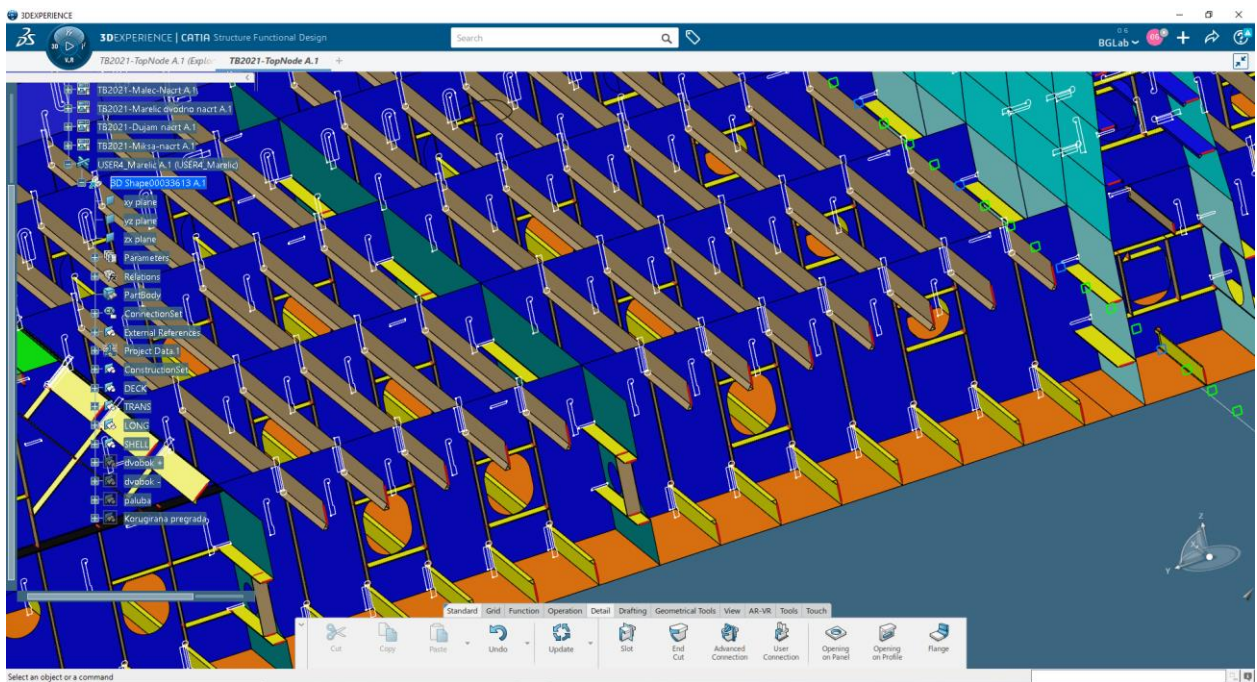 3DEXPERIENCE
3DEXPERIENCE | CATIA Structure Functional Design
Search
06
BGLab
06
V.R
3D
TB2021-TopNode A.1 (Explo
TB2021-TopNode A.1
TB2021-Malec-Nacrt A.1
TB2021-Marelic dvodno nacrt A.1
TB2021-Dujam nacrt A.1
TB2021-Miksa-nacrt A.1
USER4_Marelic A.1 (USER4_Marelic)
3D Shape00033613 A.1
xy plane
yz plane
zx plane
Parameters
Relations
PartBody
ConnectionSet
External References
Project Data.1
ConstructionSet
DECK
TRANS
LONG
SHELL
dvobok +
dvobok -
paluba
Korugirana pregrada
Z
X
Y
Standard Grid Function Operation Detail Drafting Geometrical Tools View AR-VR Tools Touch
Cut
Copy
Paste
Undo
Update
Slot
End Cut
Advanced Connection
User Connection
Opening on Panel
Opening on Profile
Flange
Select an object or a command